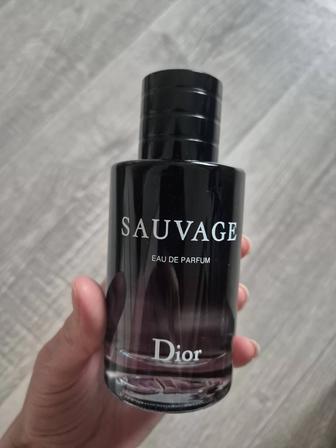 SAUVAGE
EAU DE PARFUM
Dior